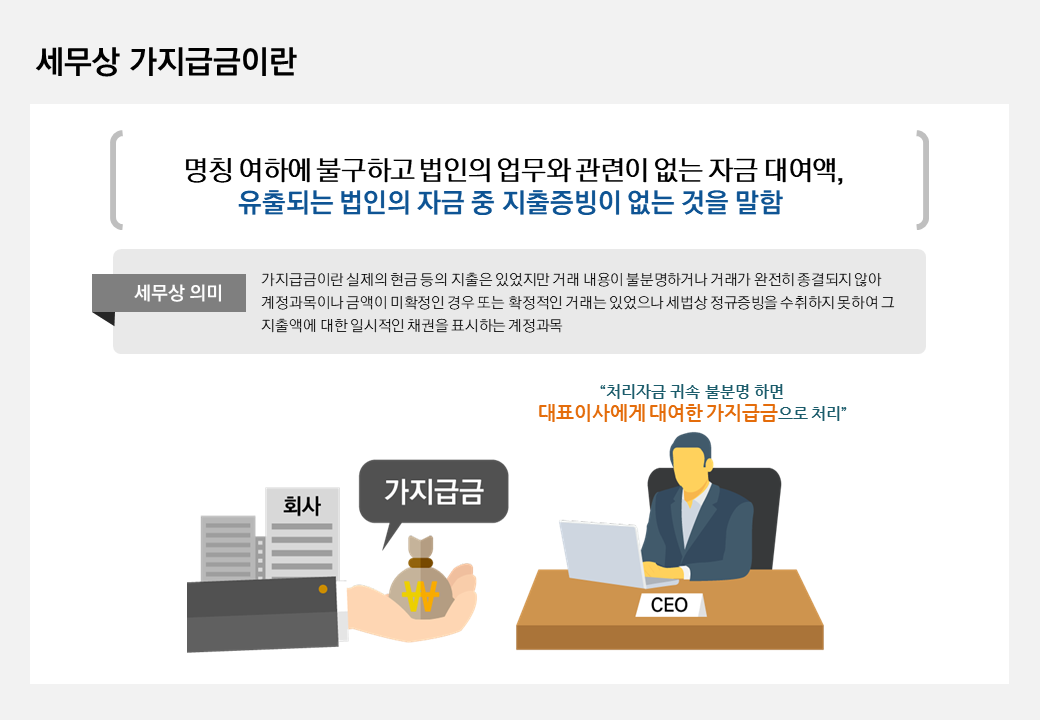 세무상 가지급금이란
명칭 여하에 불구하고 법인의 업무와 관련이 없는 자금 대여액,
유출되는 법인의 자금 중 지출증빙이 없는 것을 말함
세무상 의미
가지급금이란 실제의 현금 등의 지출은 있었지만 거래 내용이 불분명하거나 거래가 완전히 종결되지 않아
계정과목이나 금액이 미확정인 경우 또는 확정적인 거래는 있었으나 세법상 정규증빙을 수취하지 못하여 그
지출액에 대한 일시적인 채권을 표시하는 계정과목
“처리자금 귀속 불분명 하면
대표이사에게 대여한 가지급금으로 처리”
가지급금
회사
₩
CEO